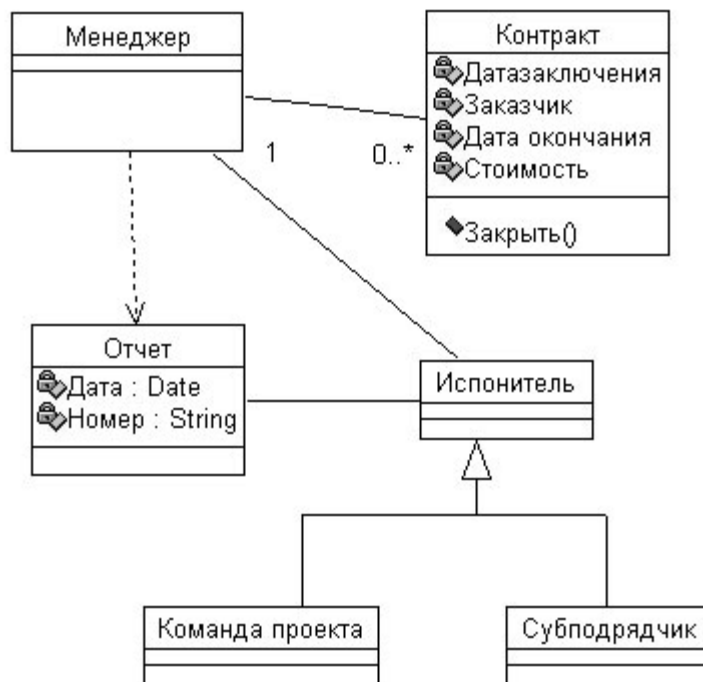 Менеджер
Контракт
Датазаключения
Заказчик
Дата окончания
Стоимость
Закрыть()
1
0..*
Отчет
Дата : Date
Номер : String
Испонитель
Команда проекта
Субподрядчик